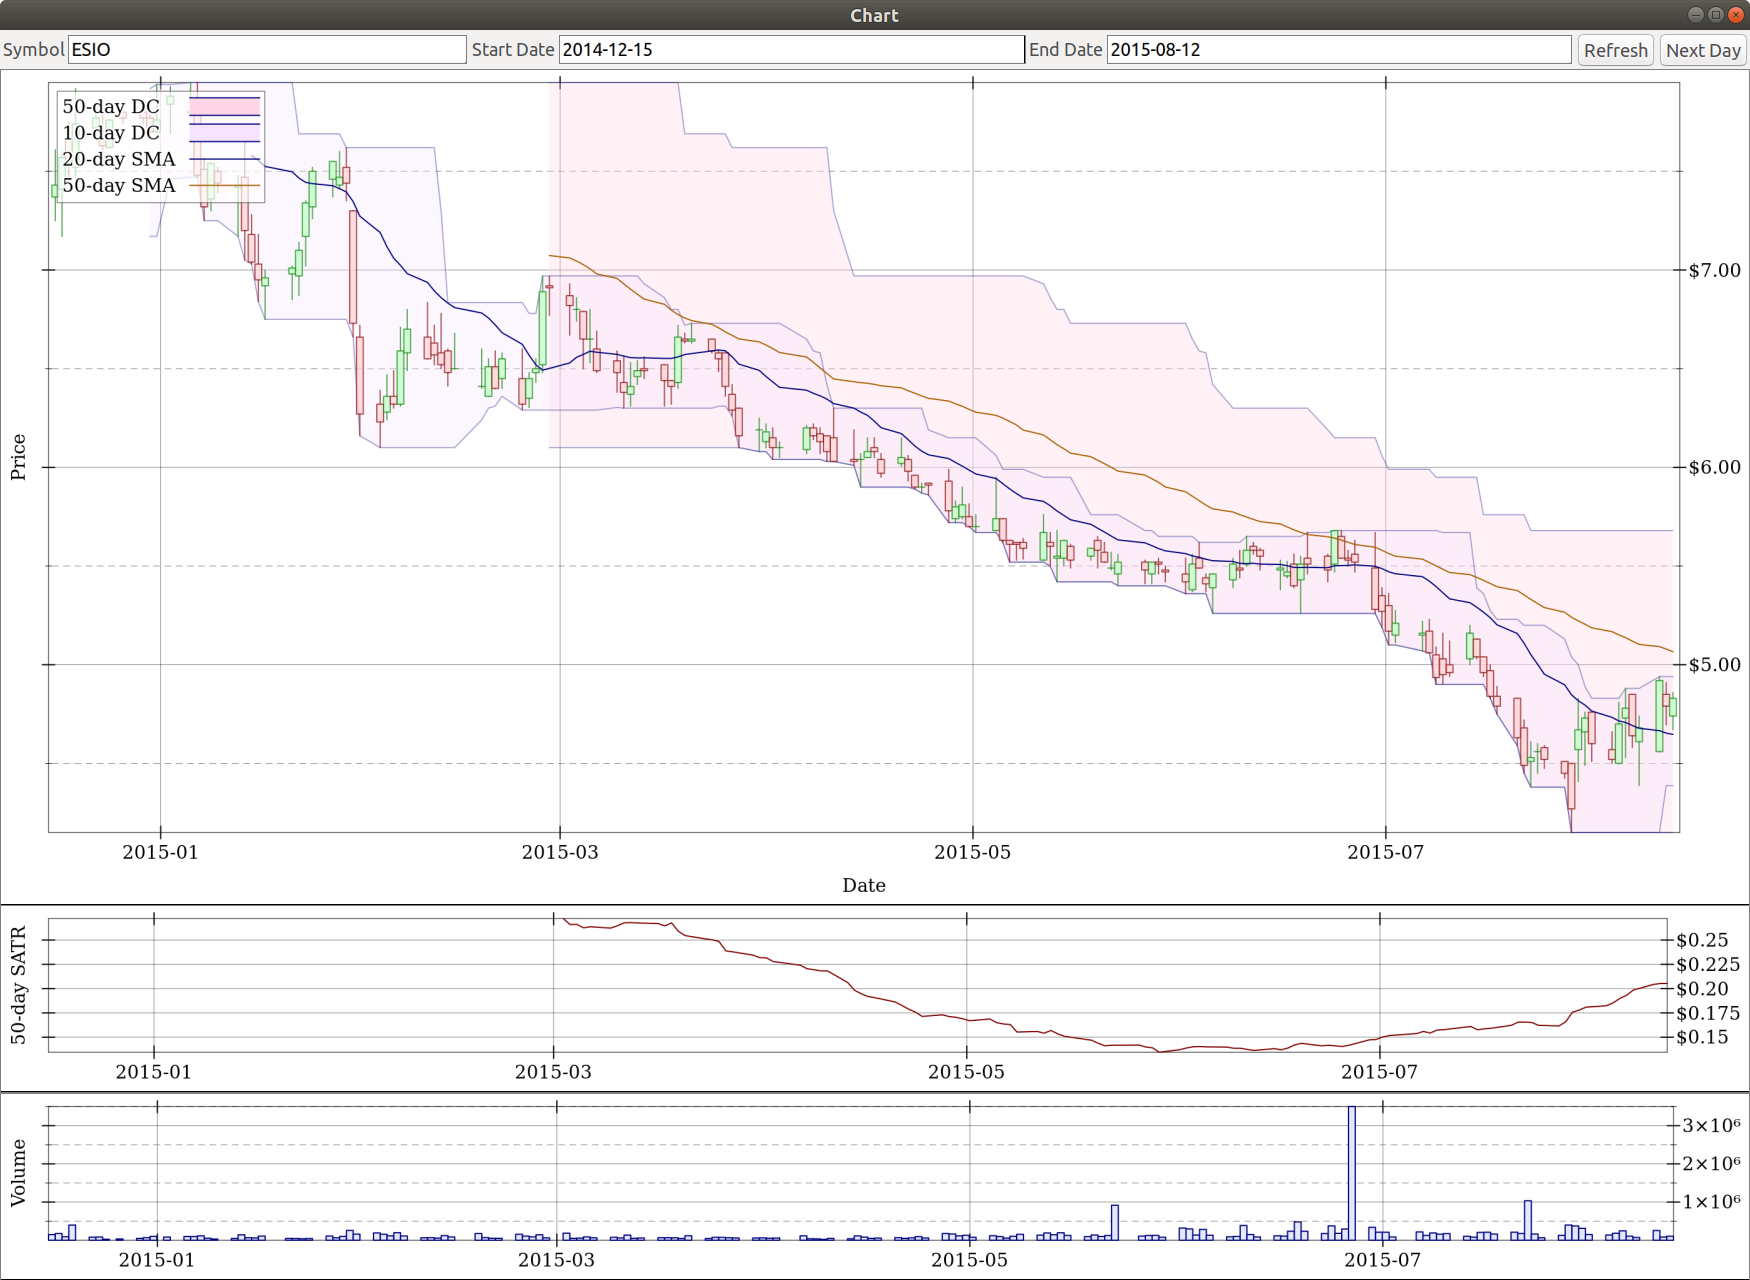 Chart
Symbol ESIO Start Date 2014-12-15 End Date 2015-08-12 Refresh Next Day
50-day DC
10-day DC
20-day SMA
50-day SMA
$7.00
$6.00
$5.00
Price
2015-01 2015-03 2015-05 2015-07
Date
50-day SATR
$0.25
$0.225
$0.20
$0.175
$0.15
2015-01 2015-03 2015-05 2015-07
Volume
3×10⁶
2×10⁶
1×10⁶
2015-01 2015-03 2015-05 2015-07